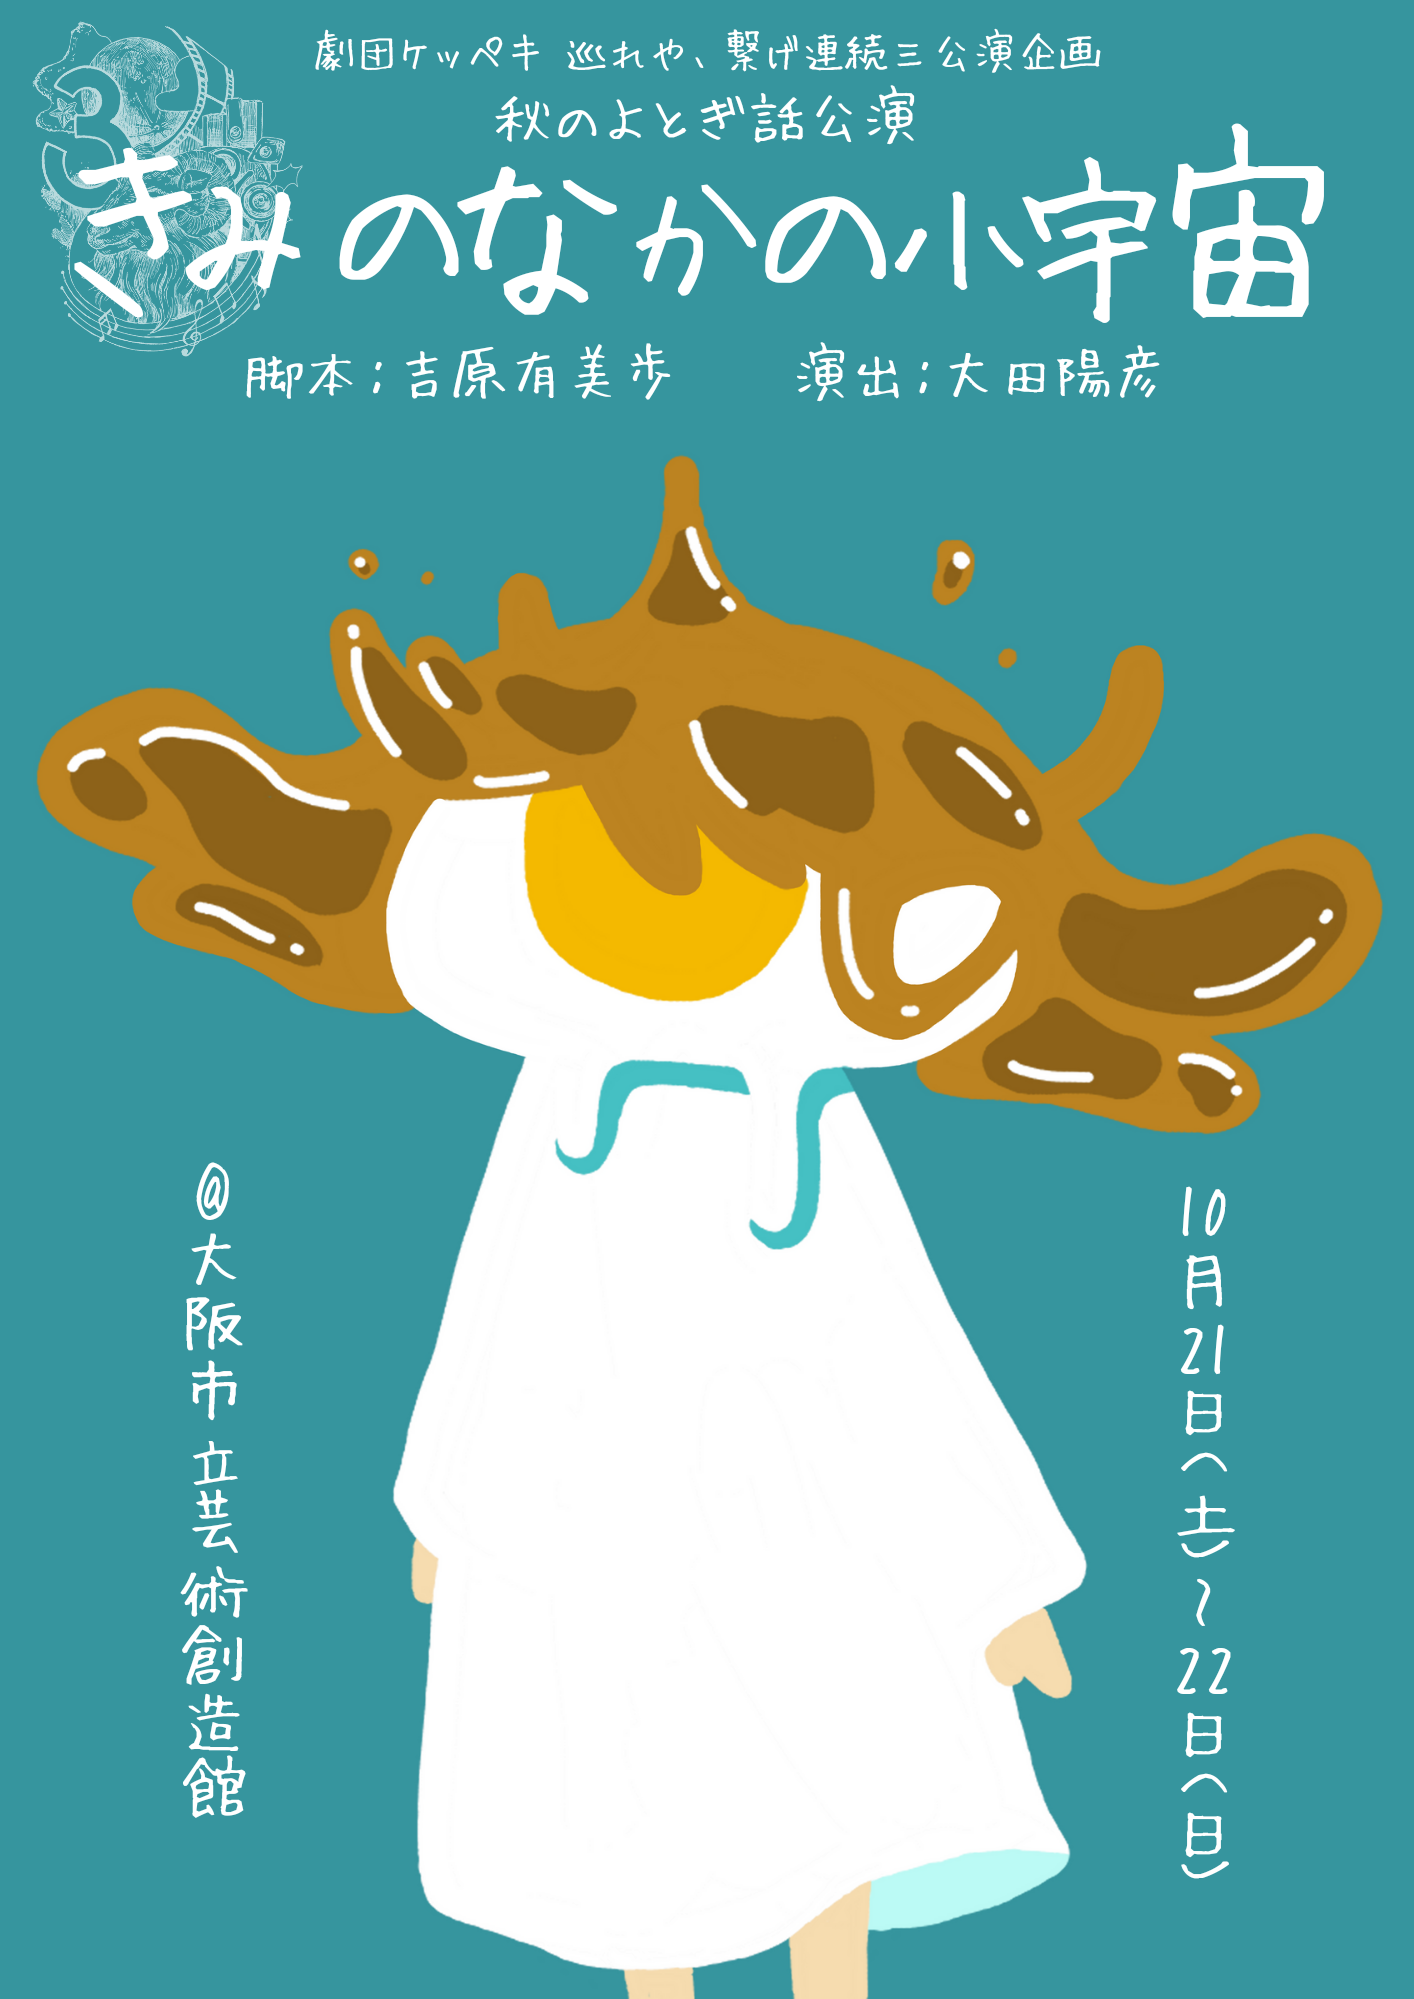 劇団ケッペキ 巡れや、繋げ連続三公演企画
秋のよとぎ話公演
きみのなかの小宇宙
脚本;吉原有美歩
演出;大田陽彦
10月21日(土)~22日(日)
@大阪市立芸術創造館
3